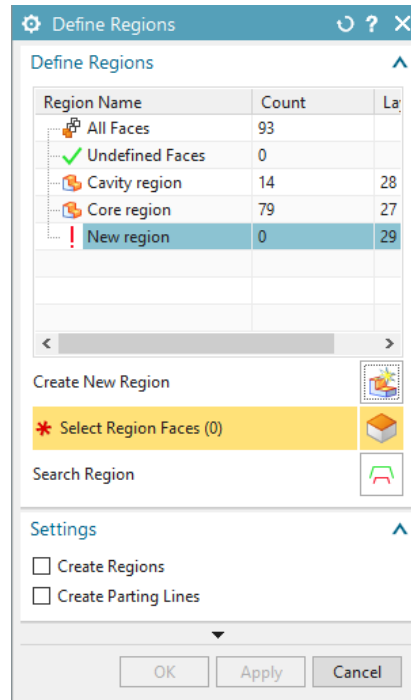 Define Regions ? X
Define Regions
Region Name Count La
All Faces 93
Undefined Faces 0
Cavity region 14 28
Core region 79 27
New region 0 29
Create New Region
Select Region Faces (0)
Search Region
Settings
Create Regions
Create Parting Lines
OK Apply Cancel